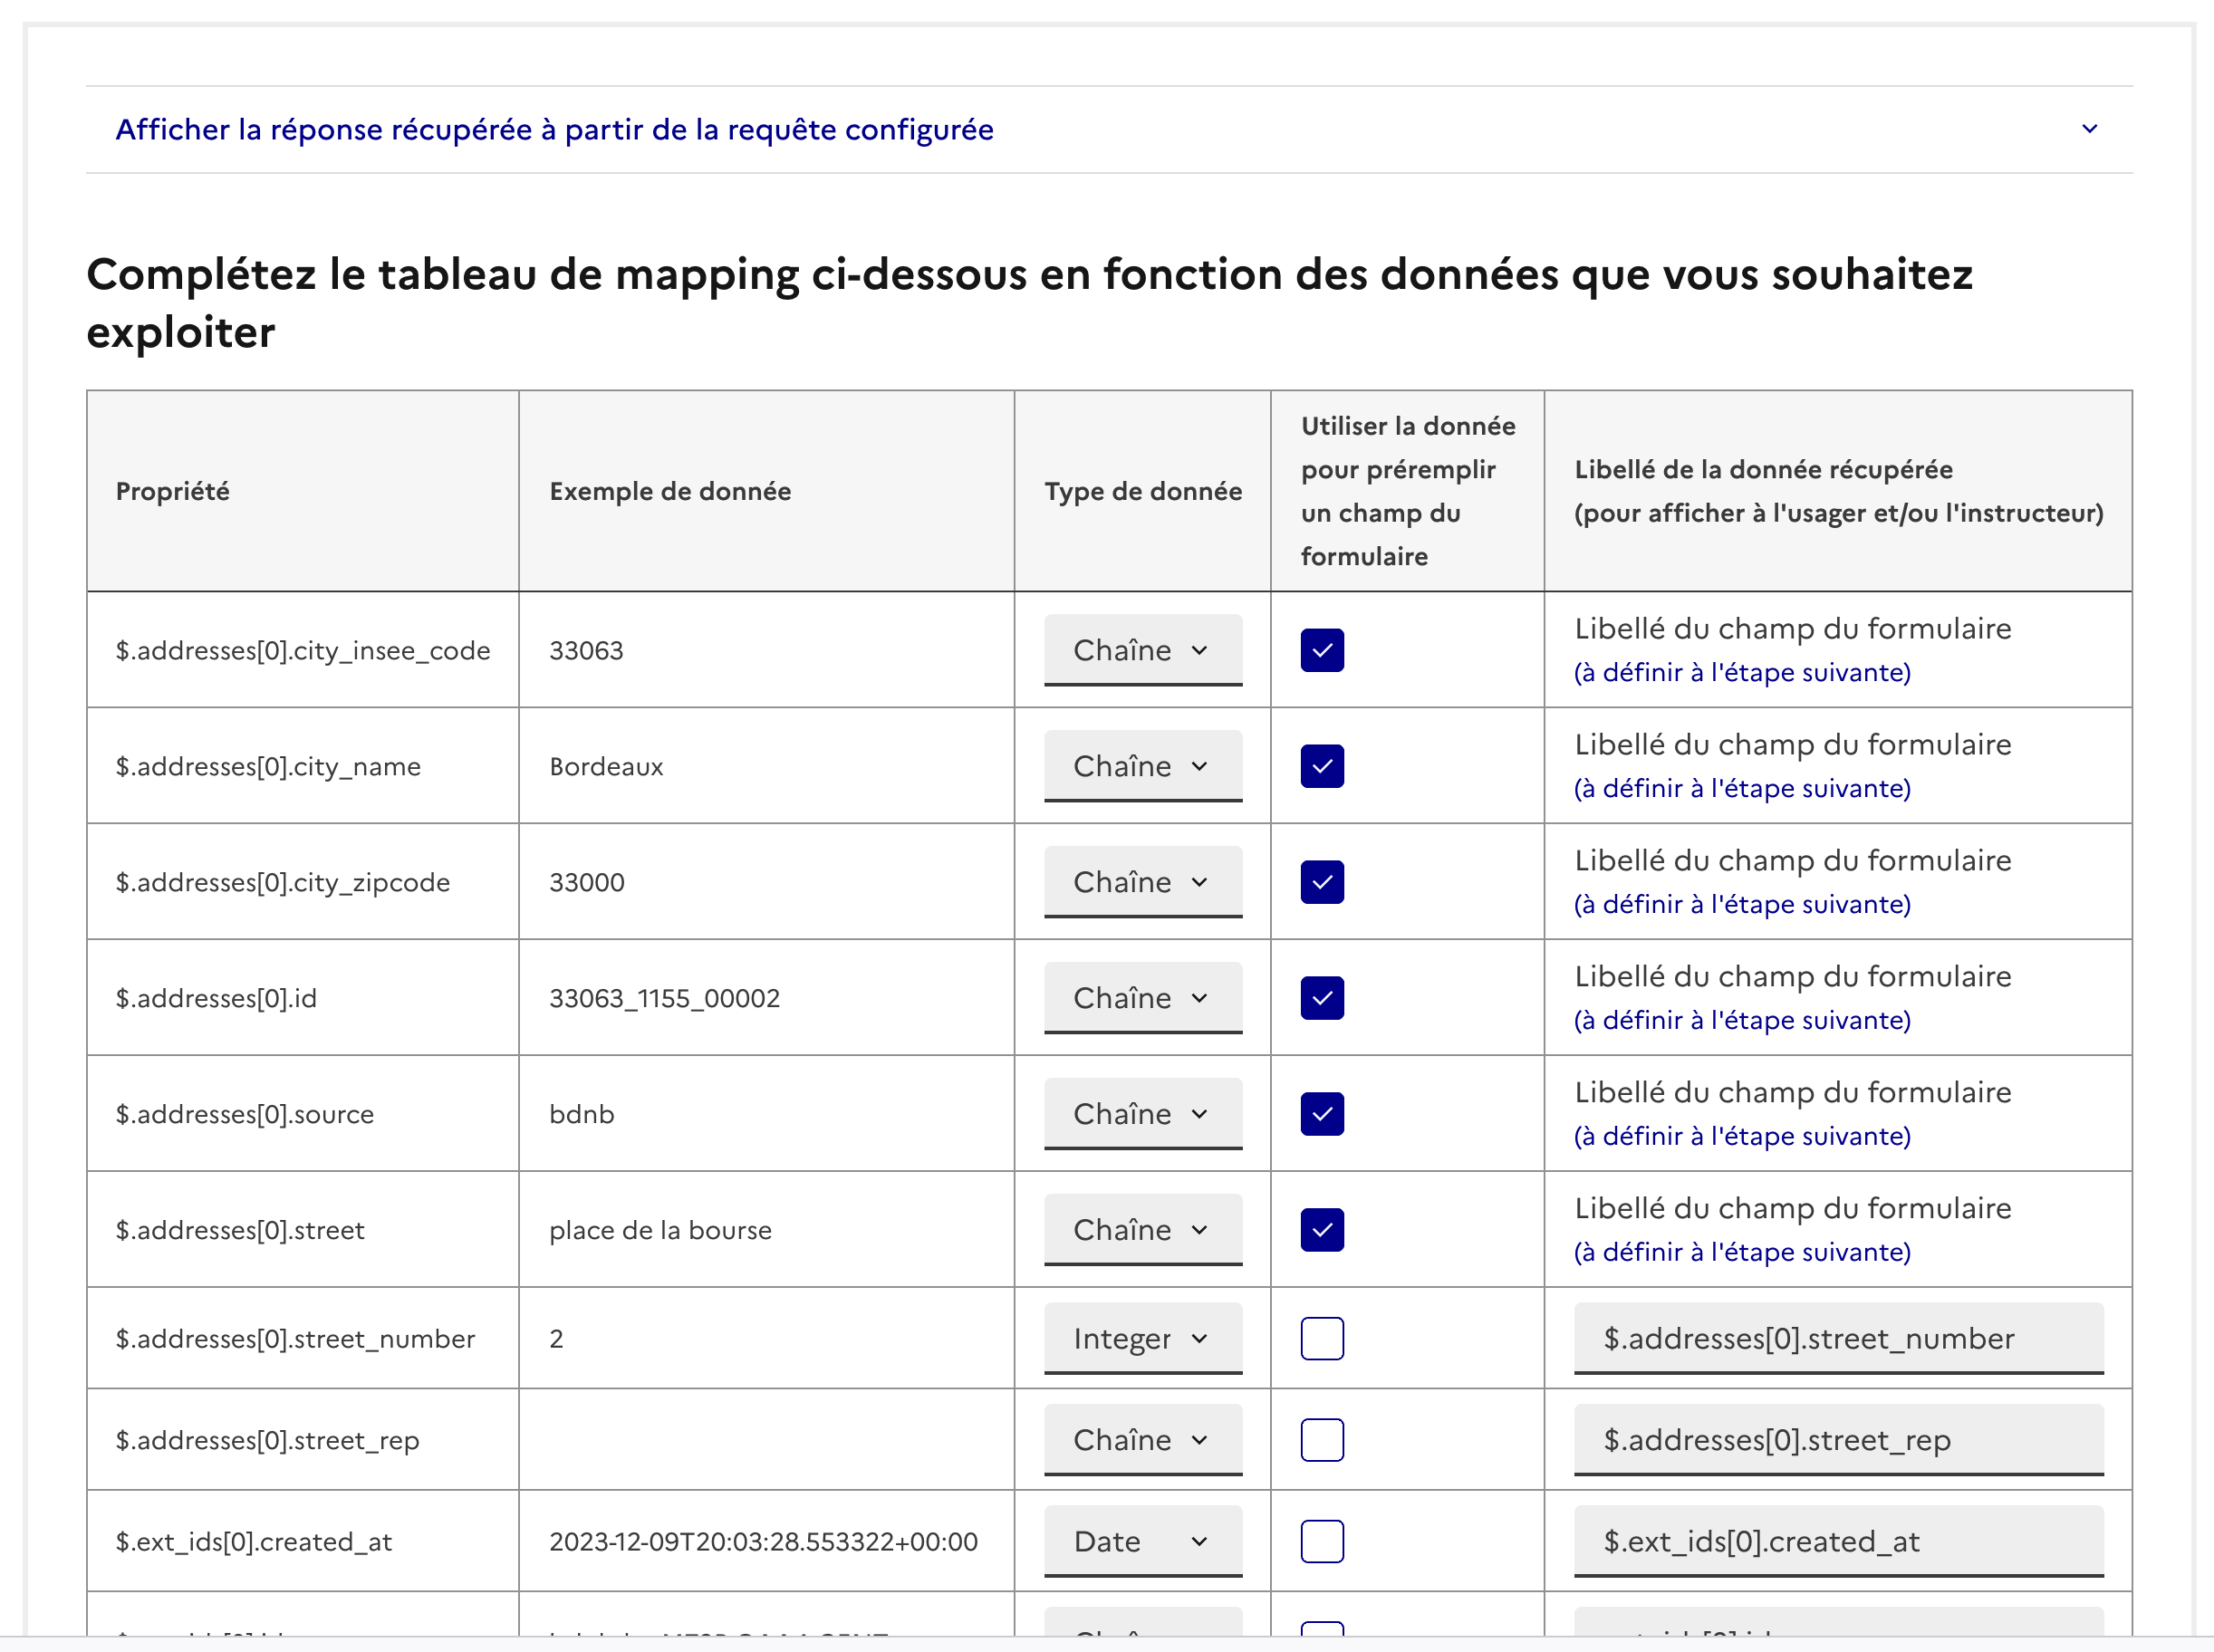 Afficher la réponse récupérée à partir de la requête configurée
Complétez le tableau de mapping ci-dessous en fonction des données que vous souhaitez
exploiter
Propriété
Exemple de donnée
Type de donnée
Utiliser la donnée
pour préremplir
un champ du
formulaire
Libellé de la donnée récupérée
(pour afficher à l'usager et/ou l'instructeur)
$.addresses[0].city_insee_code
33063
Chaîne
Libellé du champ du formulaire
(à définir à l'étape suivante)
$.addresses[0].city_name
Bordeaux
Chaîne
Libellé du champ du formulaire
(à définir à l'étape suivante)
$.addresses[0].city_zipcode
33000
Chaîne
Libellé du champ du formulaire
(à définir à l'étape suivante)
$.addresses[0].id
33063_1155_00002
Chaîne
Libellé du champ du formulaire
(à définir à l'étape suivante)
$.addresses[0].source
bdnb
Chaîne
Libellé du champ du formulaire
(à définir à l'étape suivante)
$.addresses[0].street
place de la bourse
Chaîne
Libellé du champ du formulaire
(à définir à l'étape suivante)
$.addresses[0].street_number
2
Integer
$.addresses[0].street_number
$.addresses[0].street_rep
Chaîne
$.addresses[0].street_rep
$.ext_ids[0].created_at
2023-12-09T20:03:28.553322+00:00
Date
$.ext_ids[0].created_at